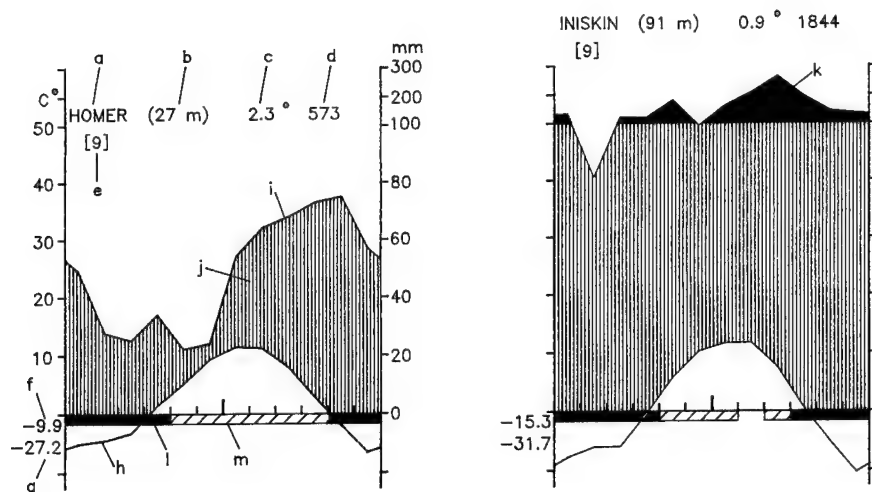 a b c d mm
300
C° 200
HOMER (27 m) 2.3 ° 573
50 100
[9]
e
40 80
i
30 60
j
20 40
10 20
f
0
-9.9
-27.2
g h l m
INISKIN (91 m) 0.9 ° 1844
[9]
k
-15.3
-31.7